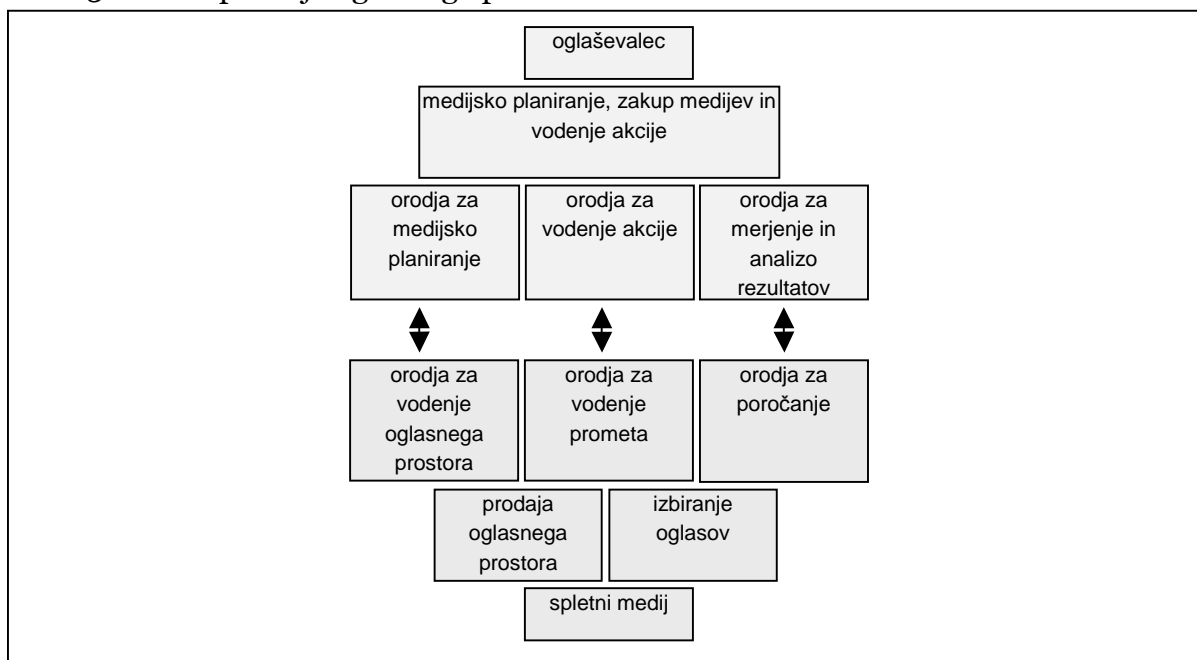 oglaševalec
medijsko planiranje, zakup medijev in
vodenje akcije
orodja za
medijsko
planiranje
orodja za
vodenje akcije
orodja za
merjenje in
analizo
rezultatov
orodja za
vodenje
oglasnega
prostora
orodja za
vodenje
prometa
orodja za
poročanje
prodaja
oglasnega
prostora
izbiranje
oglasov
spletni medij